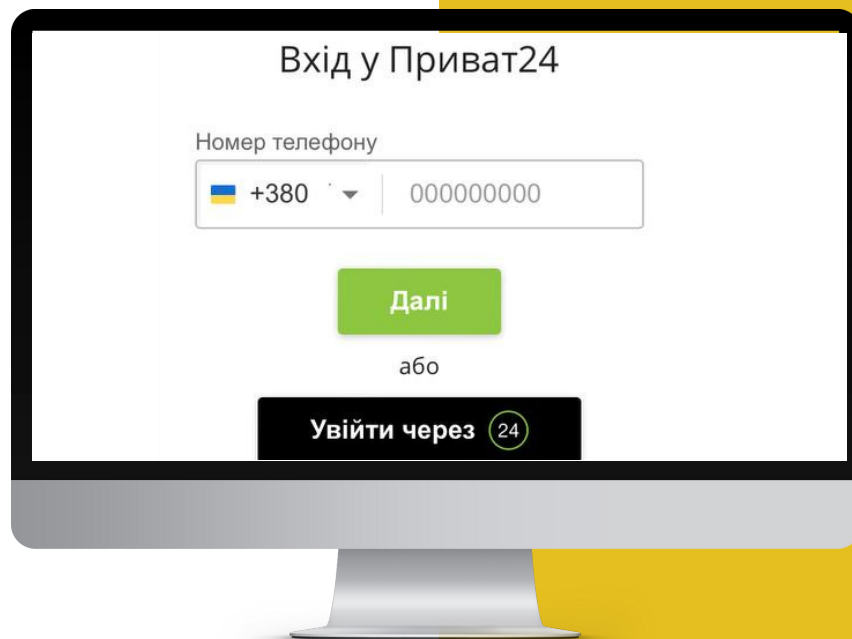 Вхід у Приват24
Номер телефону
+380 000000000
Далі
або
Увійти через 24